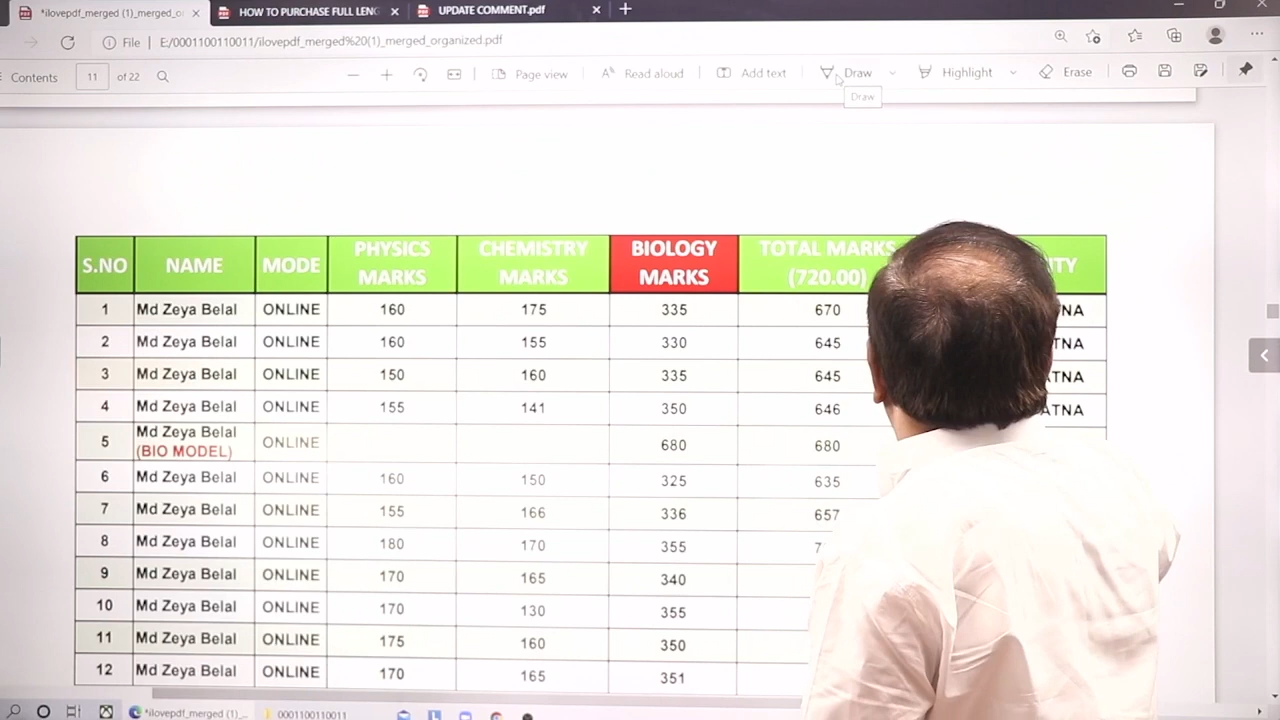 *ilovepdf_merged (1)_merged_or
HOW TO PURCHASE FULL LENG
UPDATE COMMENT.pdf
File | E:/0001100110011/ilovepdf_merged%20(1)_merged_organized.pdf
Contents 11 of 22 Page view Read aloud Add text Draw Highlight Erase
Draw
S.NO NAME MODE PHYSICS MARKS CHEMISTRY MARKS BIOLOGY MARKS TOTAL MARKS (720.00) ITY
1 Md Zeya Belal ONLINE 160 175 335 670 NA
2 Md Zeya Belal ONLINE 160 155 330 645 TNA
3 Md Zeya Belal ONLINE 150 160 335 645 ATNA
4 Md Zeya Belal ONLINE 155 141 350 646 ATNA
5 Md Zeya Belal (BIO MODEL) ONLINE 680 680
6 Md Zeya Belal ONLINE 160 150 325 635
7 Md Zeya Belal ONLINE 155 166 336 657
8 Md Zeya Belal ONLINE 180 170 355 7
9 Md Zeya Belal ONLINE 170 165 340
10 Md Zeya Belal ONLINE 170 130 355
11 Md Zeya Belal ONLINE 175 160 350
12 Md Zeya Belal ONLINE 170 165 351
*ilovepdf_merged (1)_...
0001100110011